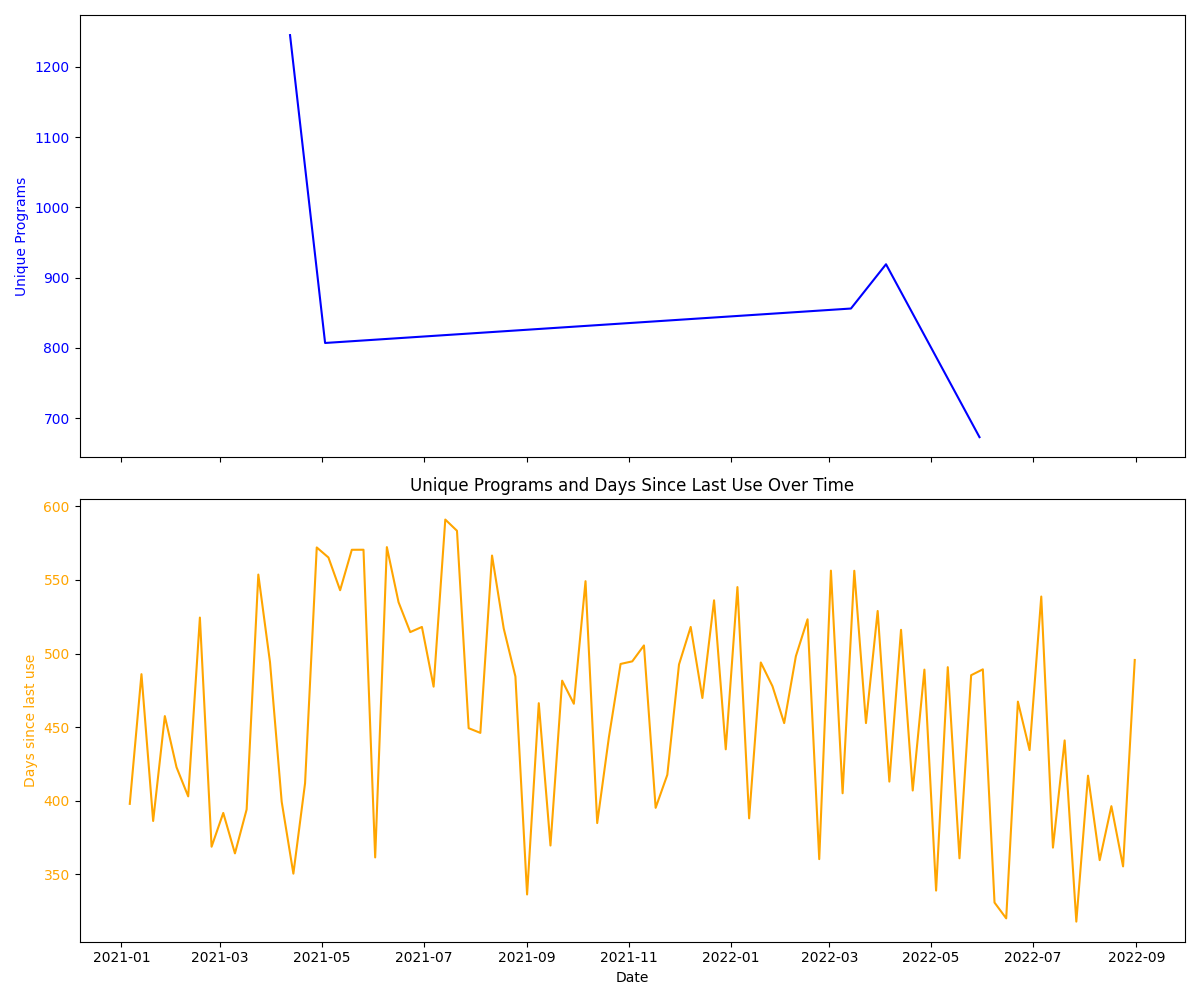 1200
1100
1000
900
800
700
Unique Programs
Unique Programs and Days Since Last Use Over Time
600
550
500
450
400
350
Days since last use
2021-01 2021-03 2021-05 2021-07 2021-09 2021-11 2022-01 2022-03 2022-05 2022-07 2022-09
Date